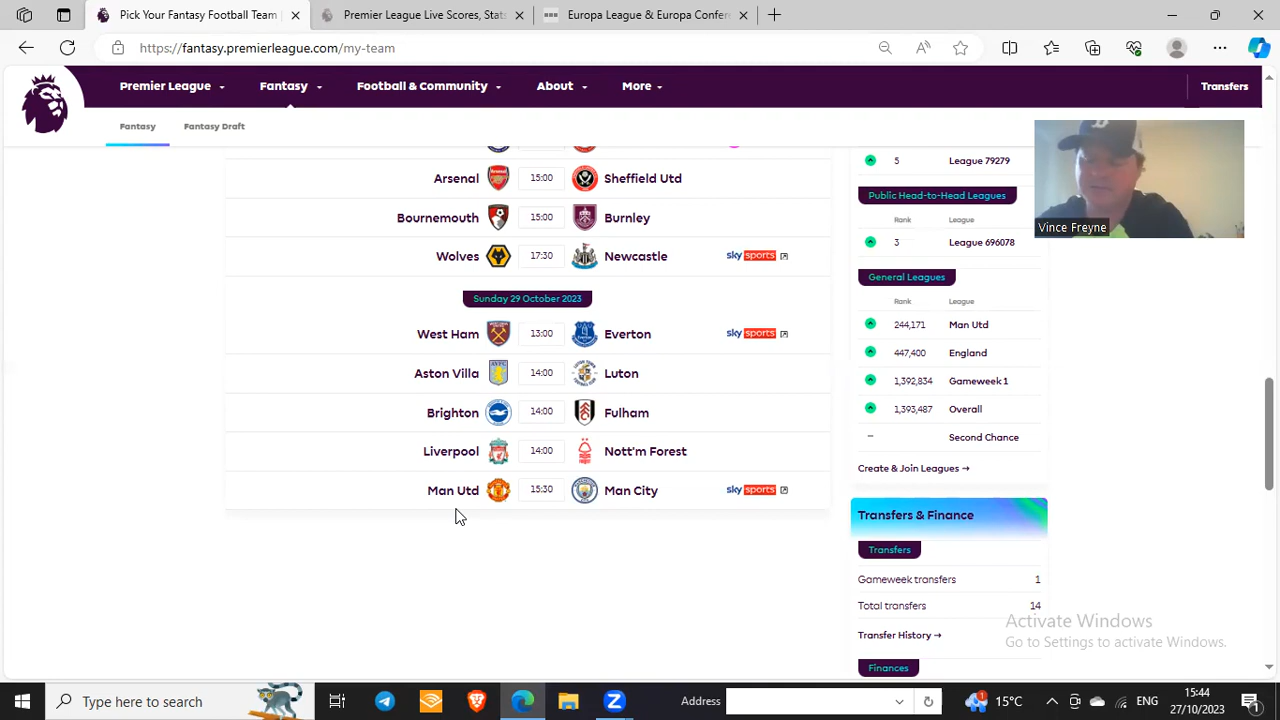 Pick Your Football Team
Premier League Scores, Stats
Europa League & Europa Confere
https://fantasy.premierleague.com/my-team
Premier League
Fantasy
Football & Community
About
More
Transfers
Fantasy
Fantasy Draft
Arsenal 15:00 Sheffield Utd
Bournemouth 15:00 Burnley
Wolves 17:30 Newcastle sky sports
Sunday 29 October 2023
West Ham 13:00 Everton sky sports
Aston Villa 14:00 Luton
Brighton 14:00 Fulham
Liverpool 14:00 Nott'm Forest
Man Utd 15:30 Man City sky sports
5 League 79279
Public Head-to-Head Leagues
Rank League
3 League 696078
General Leagues
Rank League
244,171 Man Utd
447,400 England
1,392,834 Gameweek 1
1,393,487 Overall
-- Second Chance
Create & Join Leagues →
Transfers & Finance
Transfers
Gameweek transfers 1
Total transfers 14
Transfer History →
Finances
Vince Freyne
Activate Windows
Go to Settings to activate Windows.
Type here to search
Address
1
15°C
ENG
15:44
27/10/2023
1